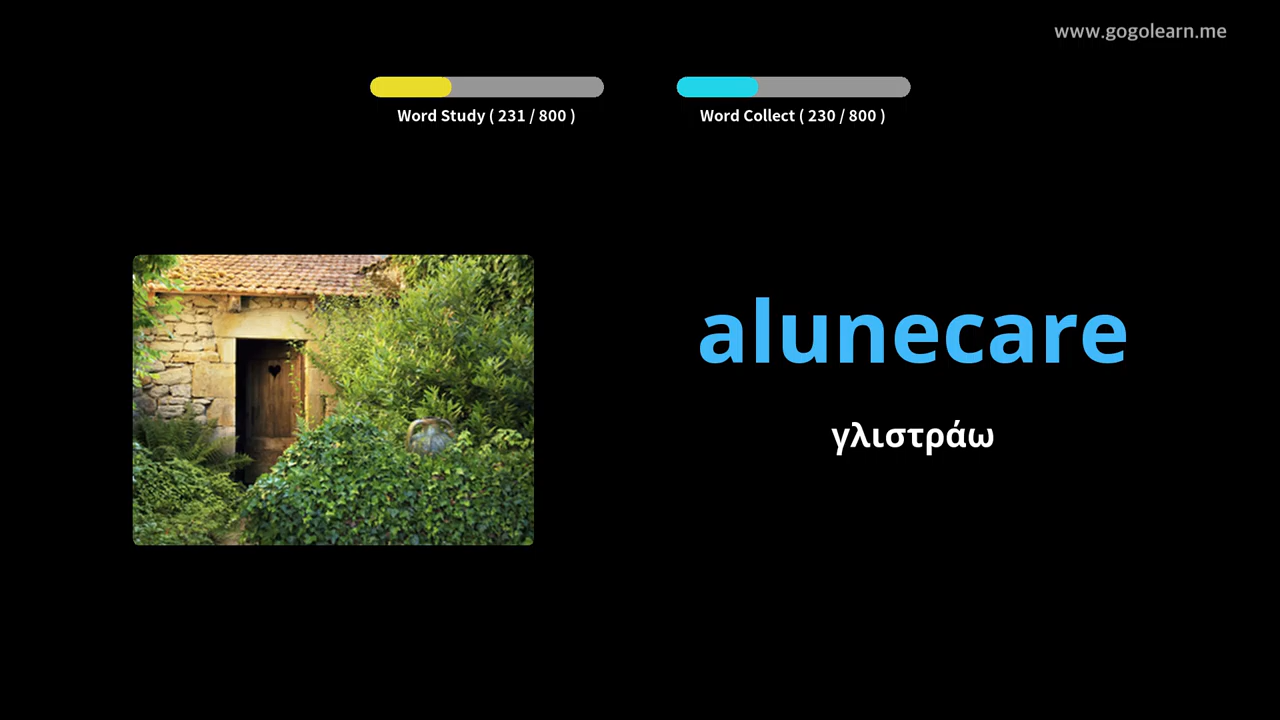 www.gogolearn.me
Word Study ( 231 / 800 )
Word Collect ( 230 / 800 )
alunecare
γλιστράω